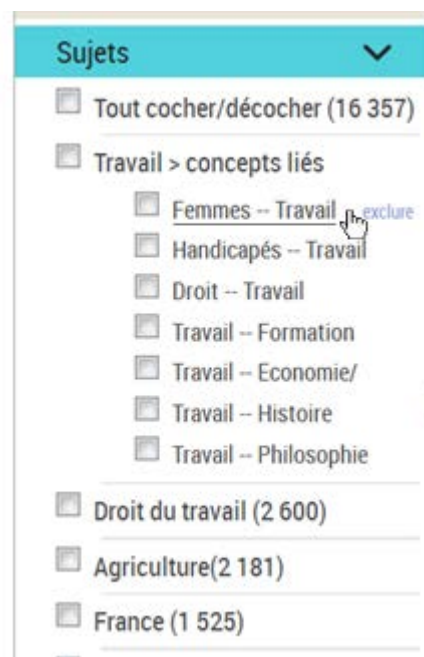 Sujets
Tout cocher/décocher (16 357)
Travail > concepts liés
Femmes -- Travail exclure
Handicapés -- Travail
Droit -- Travail
Travail -- Formation
Travail -- Economie/
Travail -- Histoire
Travail -- Philosophie
Droit du travail (2 600)
Agriculture(2 181)
France (1 525)